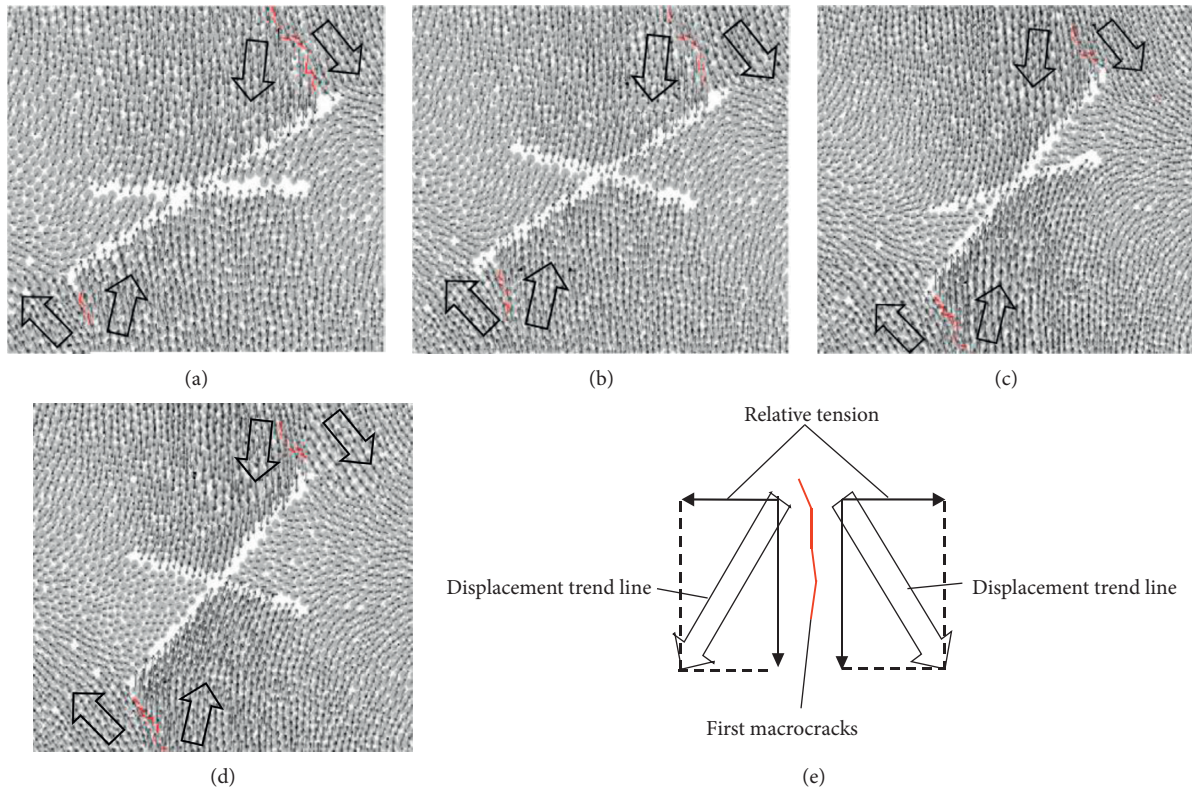 (a)
(b)
(c)
Relative tension
Displacement trend line
Displacement trend line
First macrocracks
(d)
(e)